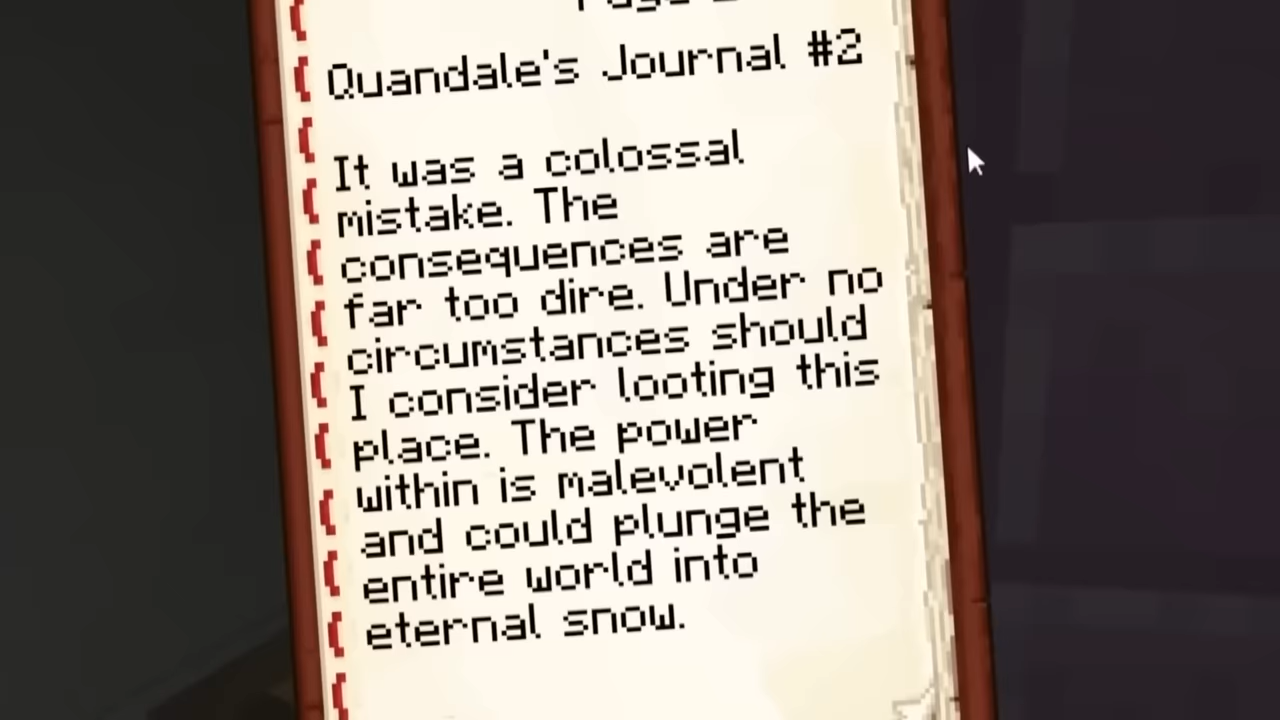 Quandale's Journal #2
It was a colossal
mistake. The
consequences are
far too dire. Under no
circumstances should
I consider looting this
place. The power
within is malevolent
and could plunge the
entire world into
eternal snow.